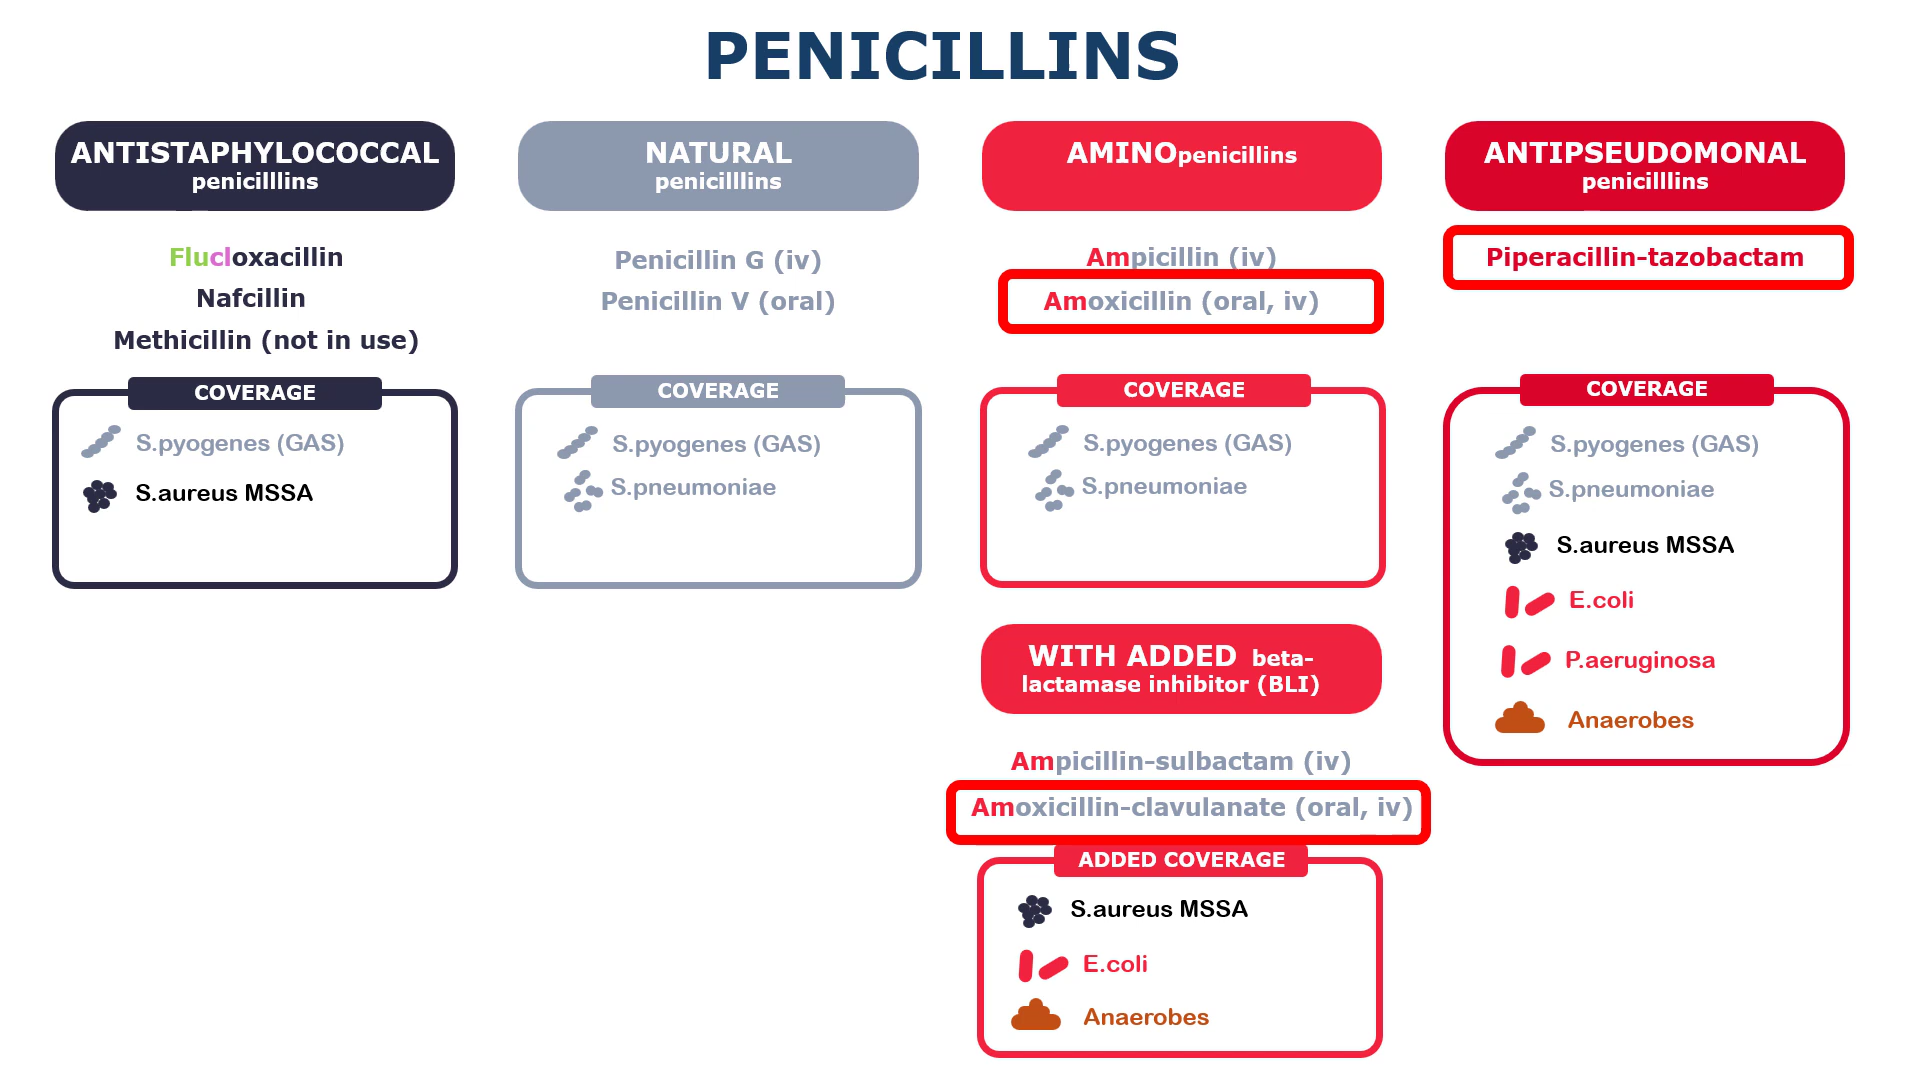 PENICILLINS
ANTISTAPHYLOCOCCAL
penicilllins
Flucloxacillin
Nafcillin
Methicillin (not in use)
COVERAGE
S.pyogenes (GAS)
S.aureus MSSA
NATURAL
penicilllins
Penicillin G (iv)
Penicillin V (oral)
COVERAGE
S.pyogenes (GAS)
S.pneumoniae
AMINOpenicillins
Ampicillin (iv)
Amoxicillin (oral, iv)
COVERAGE
S.pyogenes (GAS)
S.pneumoniae
WITH ADDED beta-
lactamase inhibitor (BLI)
Ampicillin-sulbactam (iv)
Amoxicillin-clavulanate (oral, iv)
ADDED COVERAGE
S.aureus MSSA
E.coli
Anaerobes
ANTIPSEUDOMONAL
penicilllins
Piperacillin-tazobactam
COVERAGE
S.pyogenes (GAS)
S.pneumoniae
S.aureus MSSA
E.coli
P.aeruginosa
Anaerobes